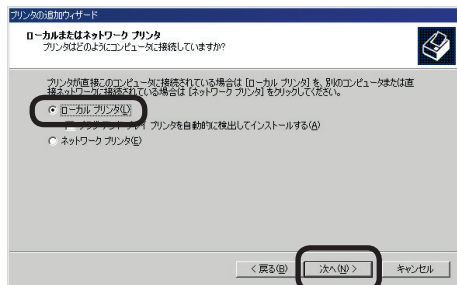 プリンタの追加ウィザード
ローカルまたはネットワーク プリンタ
プリンタはどのようにコンピュータに接続していますか?
プリンタが直接このコンピュータに接続されている場合は [ローカル プリンタ] を、別のコンピュータまたは直
接ネットワークに接続されている場合は [ネットワーク プリンタ] をクリックしてください。
ローカル プリンタ(L)
プラグ アンド プレイ プリンタを自動的に検出してインストールする(A)
ネットワーク プリンタ(E)
< 戻る(B)
次へ(N) >
キャンセル